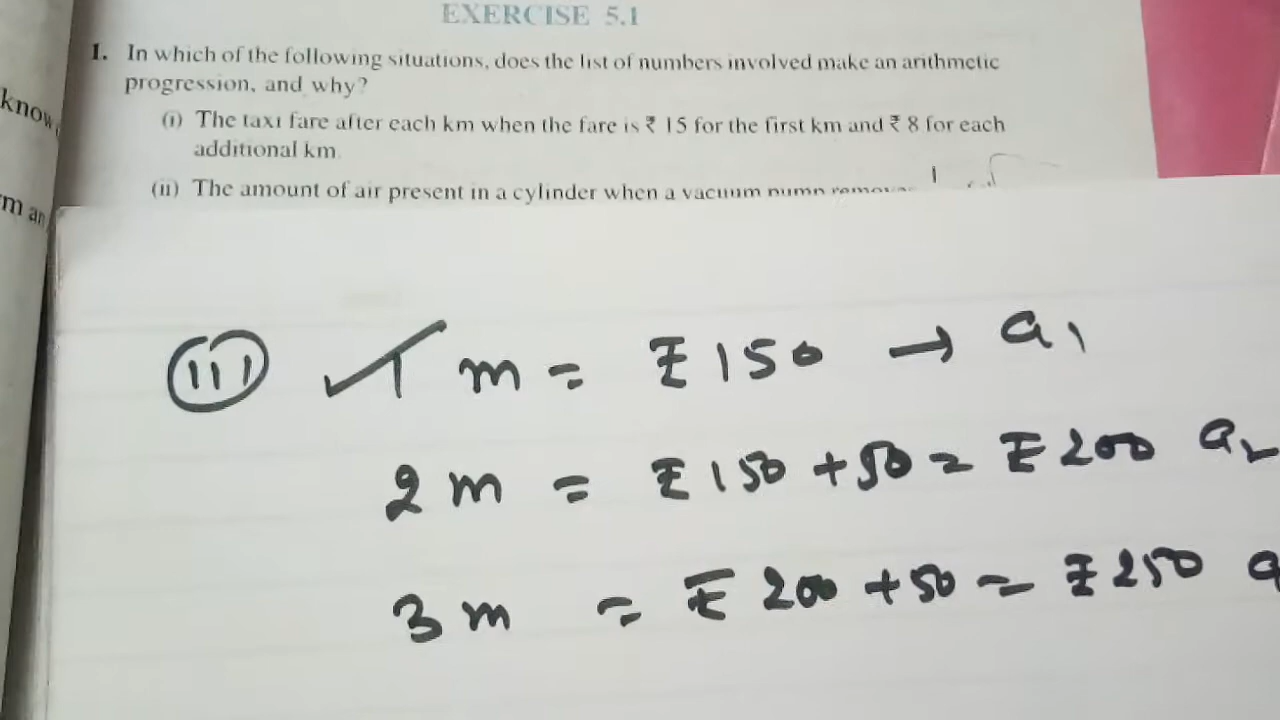 EXERCISE 5.1
1. In which of the following situations, does the list of numbers involved make an arithmetic
progression, and why?
(i) The taxi fare after each km when the fare is ₹ 15 for the first km and ₹ 8 for each
additional km.
(ii) The amount of air present in a cylinder when a vacuum pump
know
m an
(iii) 1 m = ₹ 150 → a1
2 m = ₹ 150 + 50 = ₹ 200 a2
3 m = ₹ 200 + 50 = ₹ 250 a